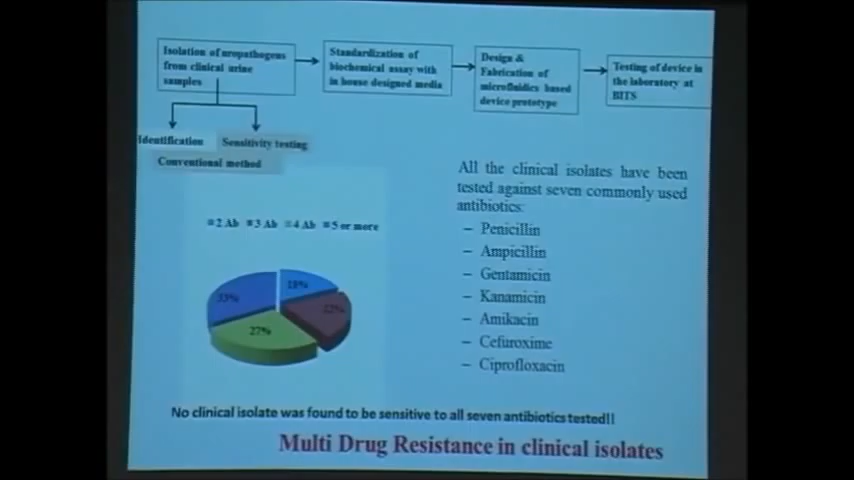 Isolation of uropathogens
from clinical urine
samples
Standardization of
biochemical assay with
in house designed media
Design &
Fabrication of
microfluidics based
device prototype
Testing of device in
the laboratory at
BITS
Identification
Sensitivity testing
Conventional method
All the clinical isolates have been
tested against seven commonly used
antibiotics:
– Penicillin
– Ampicillin
– Gentamicin
– Kanamicin
– Amikacin
– Cefuroxime
– Ciprofloxacin
2 Ab 3 Ab 4 Ab 5 or more
18%
22%
27%
33%
No clinical isolate was found to be sensitive to all seven antibiotics tested!!
Multi Drug Resistance in clinical isolates